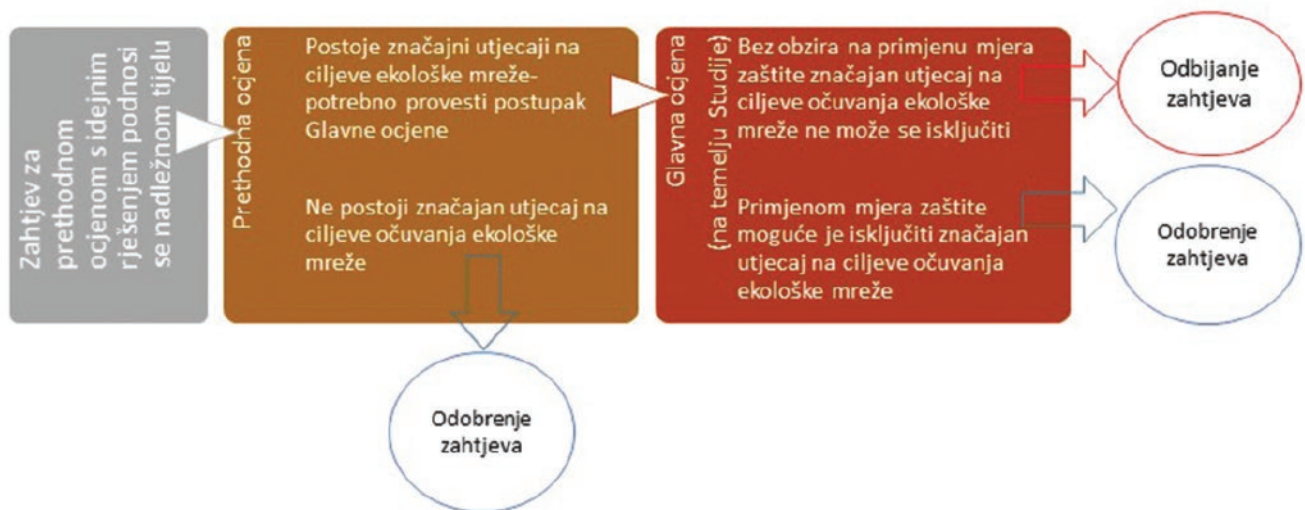 Zahtjev za
prethodnom
ocjenom s idejnim
rješenjem podnosi
se nadležnom tijelu
Prethodna ocjena
Postoje značajni utjecaji na
ciljeve ekološke mreže-
potrebno provesti postupak
Glavne ocjene
Ne postoji značajan utjecaj na
ciljeve očuvanja ekološke
mreže
Odobrenje
zahtjeva
Glavna ocjena
(na temelju Studije)
Bez obzira na primjenu mjera
zaštite značajan utjecaj na
ciljeve očuvanja ekološke
mreže ne može se isključiti
Primjenom mjera zaštite
moguće je isključiti značajan
utjecaj na ciljeve očuvanja
ekološke mreže
Odbijanje
zahtjeva
Odobrenje
zahtjeva